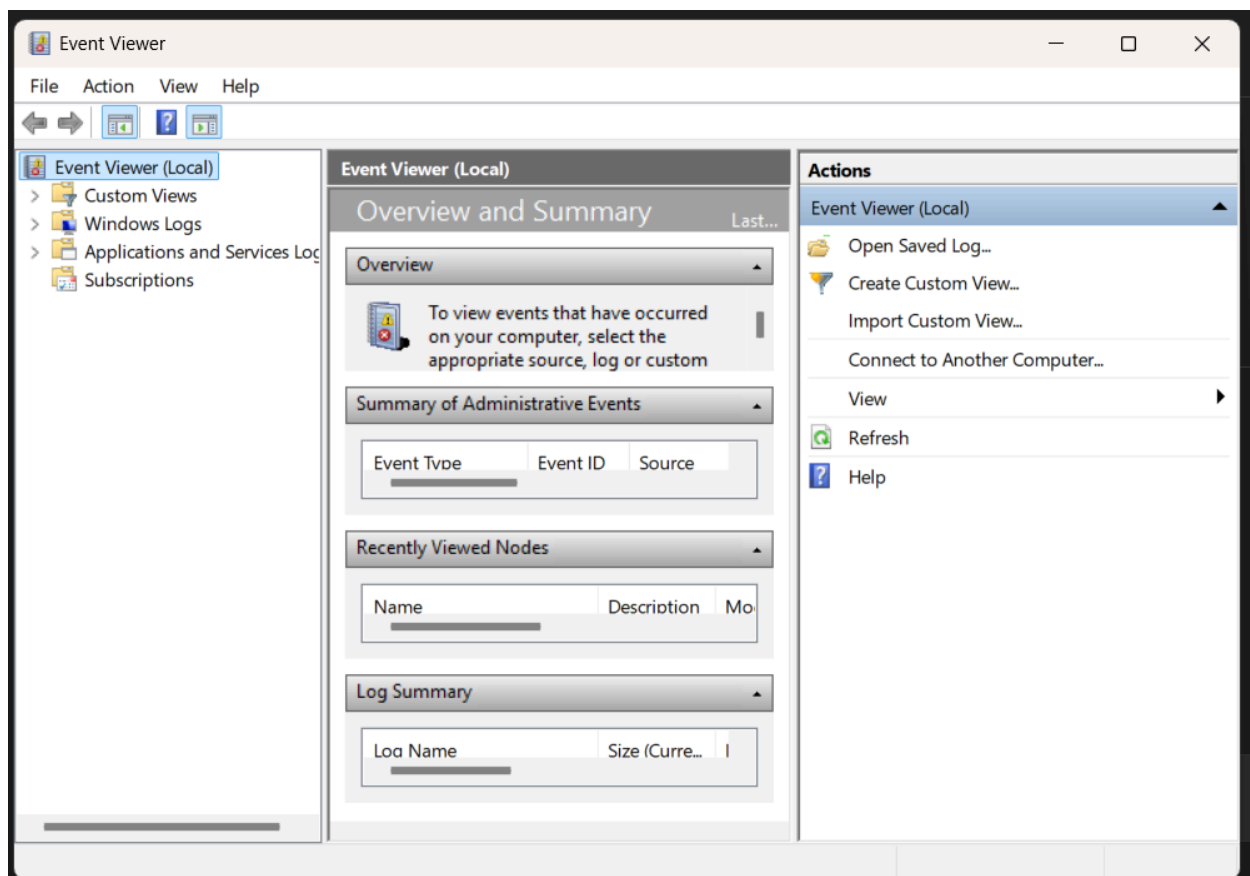 Event Viewer
File Action View Help
Event Viewer (Local)
Custom Views
Windows Logs
Applications and Services Log
Subscriptions
Event Viewer (Local)
Overview and Summary Last...
Overview
To view events that have occurred
on your computer, select the
appropriate source, log or custom
Summary of Administrative Events
Event Type Event ID Source
Recently Viewed Nodes
Name Description Mo
Log Summary
Log Name Size (Curre...
Actions
Event Viewer (Local)
Open Saved Log...
Create Custom View...
Import Custom View...
Connect to Another Computer...
View
Refresh
Help